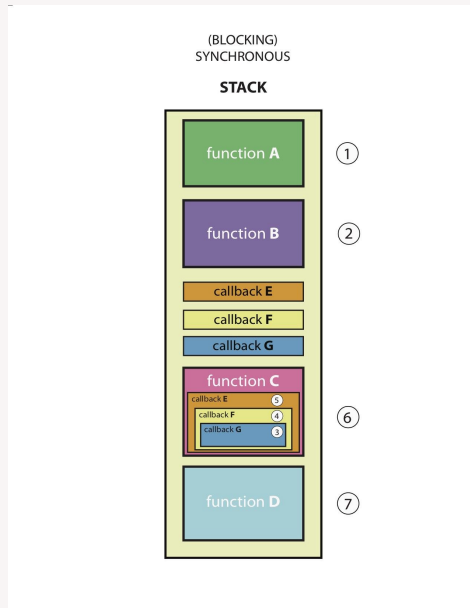 (BLOCKING)
SYNCHRONOUS
STACK
function A
1
function B
2
callback E
callback F
callback G
function C
callback E 5
callback F 4
callback G 3
6
function D
7